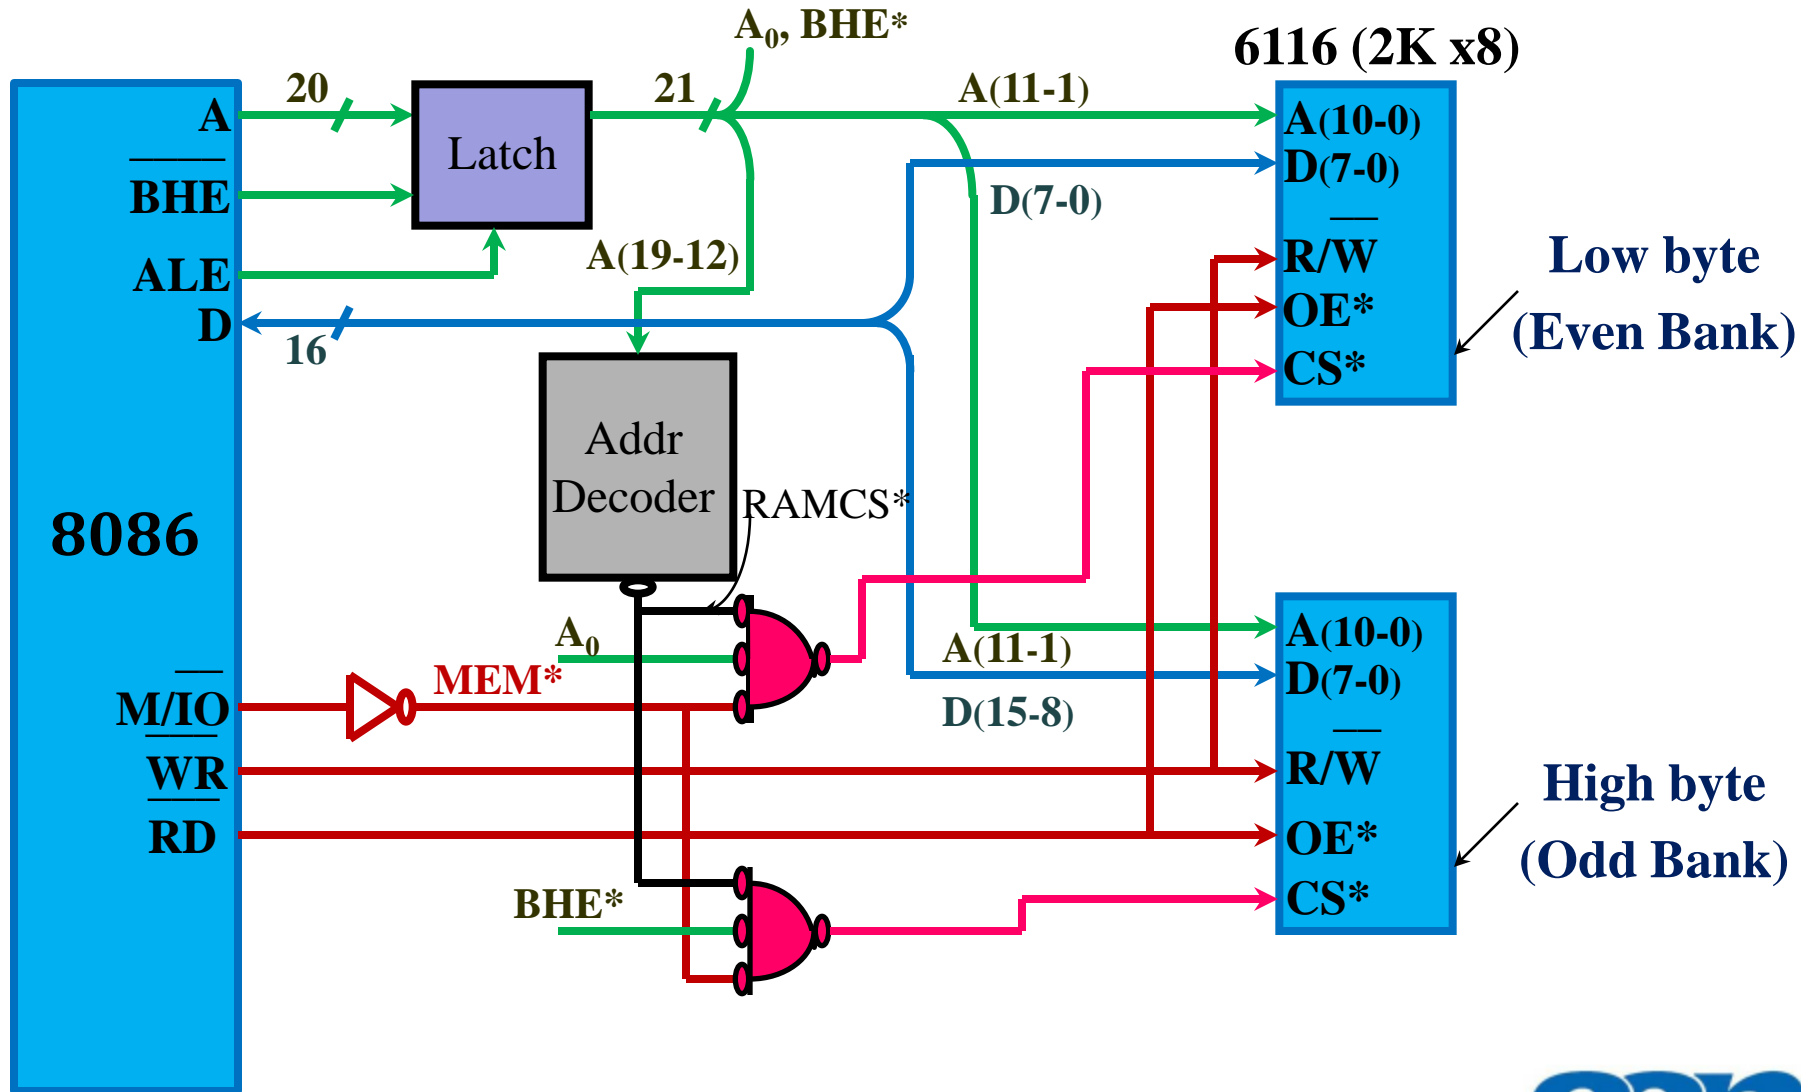 A₀, BHE*
6116 (2K x8)
20
21
A(11-1)
A
Latch
A(10-0)
D(7-0)
BHE
D(7-0)
R/W
Low byte
(Even Bank)
ALE
A(19-12)
OE*
D
16
CS*
Addr
Decoder
RAMCS*
8086
A₀
A(11-1)
A(10-0)
MEM*
D(7-0)
M/IO
D(15-8)
WR
R/W
High byte
(Odd Bank)
RD
OE*
BHE*
CS*